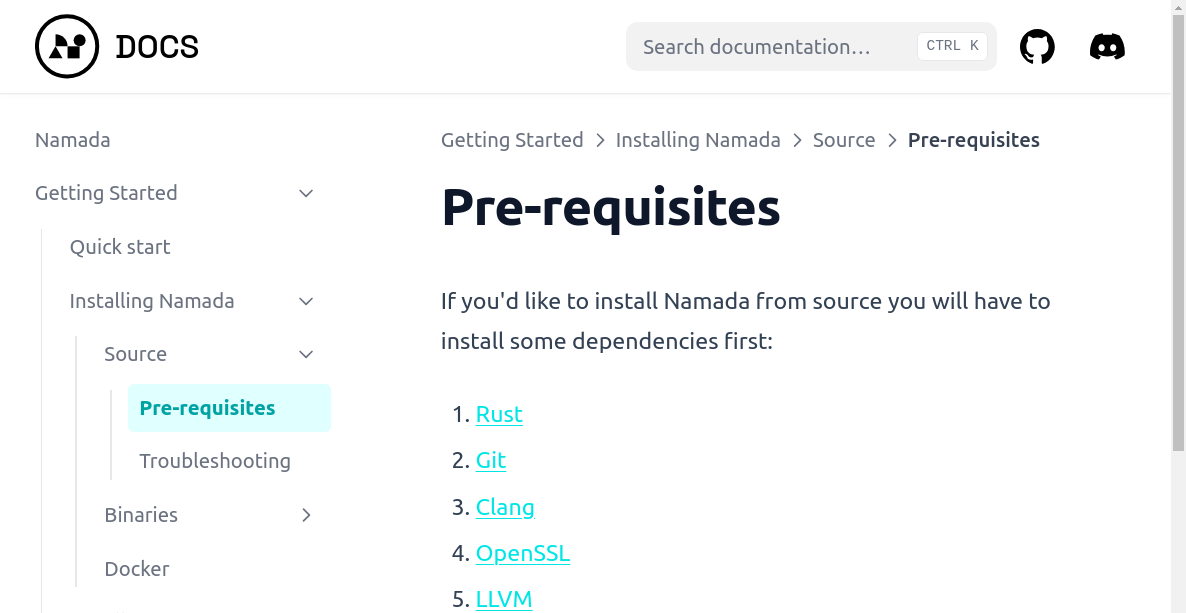 DOCS
Search documentation…
CTRL K
Namada
Getting Started
Quick start
Installing Namada
Source
Pre-requisites
Troubleshooting
Binaries
Docker
Getting Started > Installing Namada > Source > Pre-requisites
Pre-requisites
If you'd like to install Namada from source you will have to
install some dependencies first:
1. Rust
2. Git
3. Clang
4. OpenSSL
5. LLVM